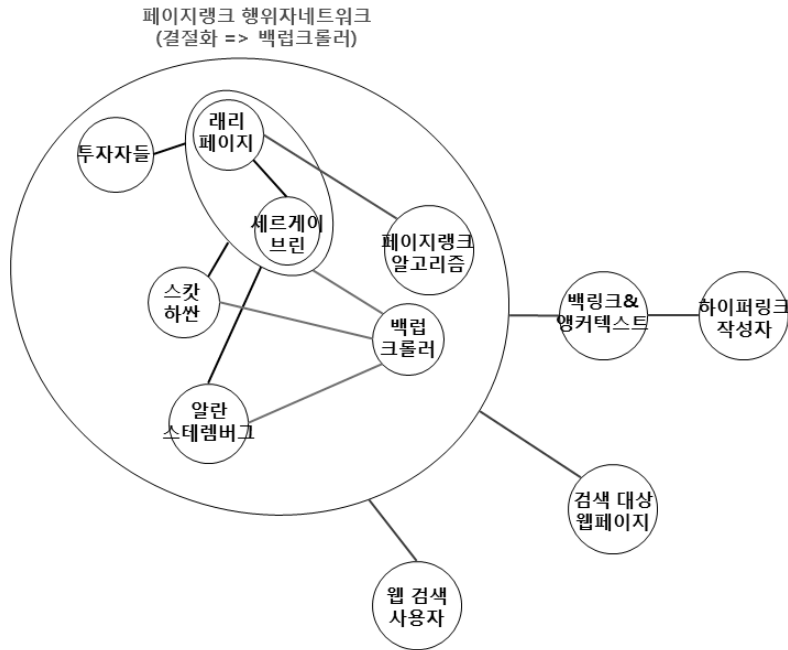 페이지랭크 행위자네트워크
(결절화 => 백럽크롤러)
래리
페이지
투자자들
세르게이
브린
페이지랭크
알고리즘
스캇
하싼
백럽
크롤러
백링크&
앵커텍스트
하이퍼링크
작성자
알란
스테렘버그
검색 대상
웹페이지
웹 검색
사용자